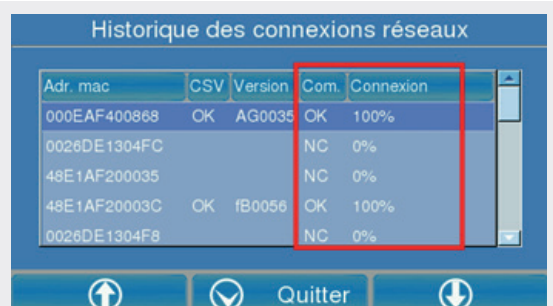 Historique des connexions réseaux
Adr. mac CSV Version Com. Connexion
000EAF400868 OK AG0035 OK 100%
0026DE1304FC NC 0%
48E1AF200035 NC 0%
48E1AF20003C OK fB0056 OK 100%
0026DE1304F8 NC 0%
Quitter